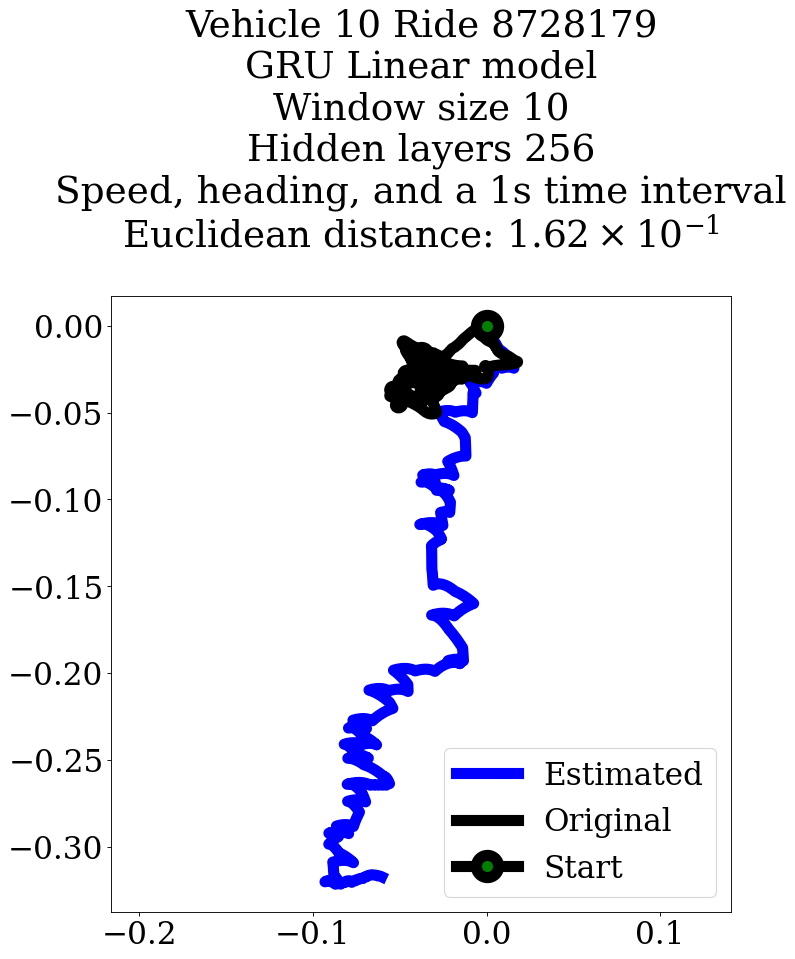 Vehicle 10 Ride 8728179
GRU Linear model
Window size 10
Hidden layers 256
Speed, heading, and a 1s time interval
Euclidean distance: 1.62 × 10⁻¹
0.00
−0.05
−0.10
−0.15
−0.20
−0.25
−0.30
Estimated
Original
Start
−0.2 −0.1 0.0 0.1